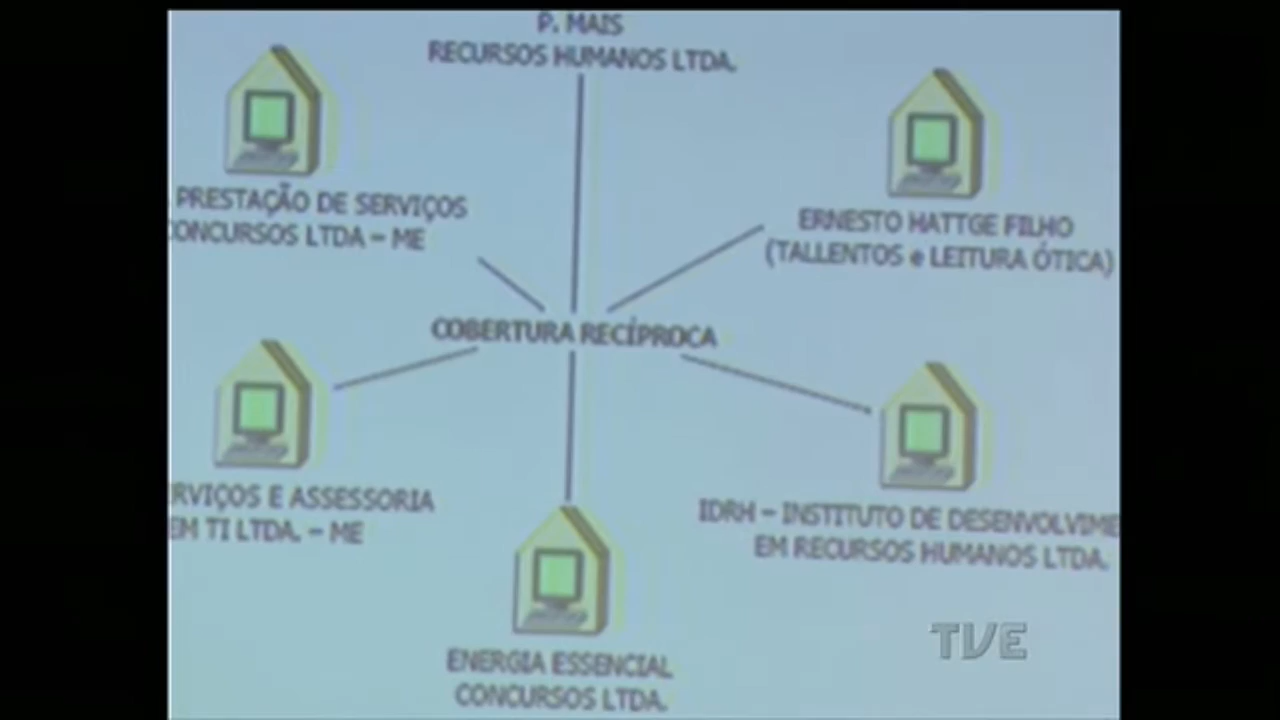 P. MAIS
RECURSOS HUMANOS LTDA.
PRESTAÇÃO DE SERVIÇOS
CONCURSOS LTDA – ME
ERNESTO HATTGE FILHO
(TALLENTOS e LEITURA ÓTICA)
COBERTURA RECÍPROCA
RVIÇOS E ASSESSORIA
EM TI LTDA. – ME
IDRH – INSTITUTO DE DESENVOLVIME
EM RECURSOS HUMANOS LTDA.
ENERGIA ESSENCIAL
CONCURSOS LTDA.
TVE